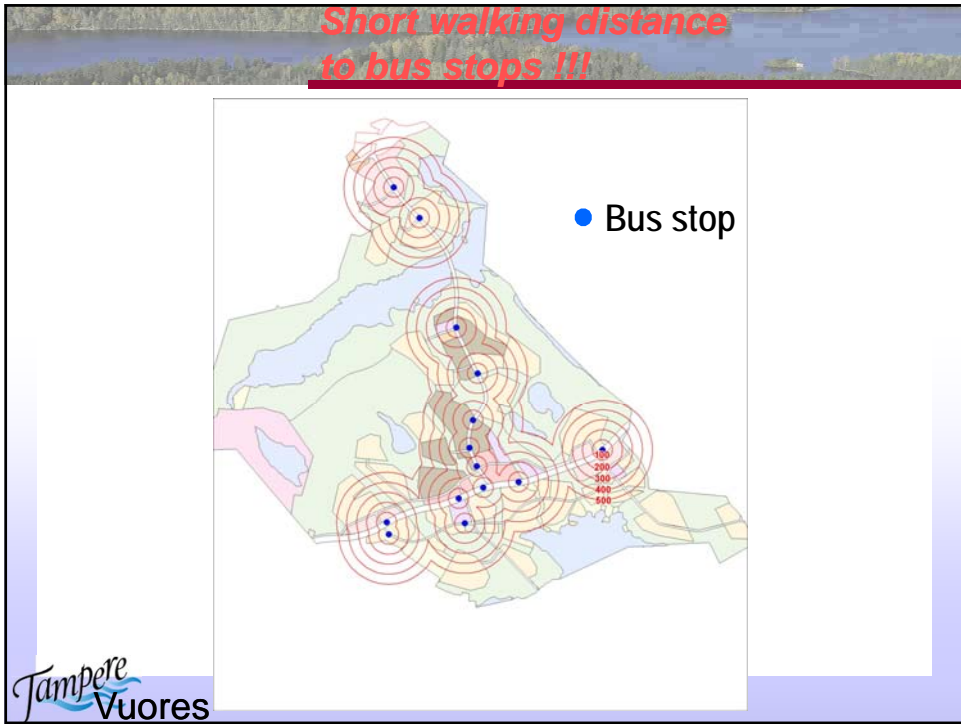 Short walking distance
to bus stops !!!
Bus stop
100
200
300
400
500
Tampere
Vuores